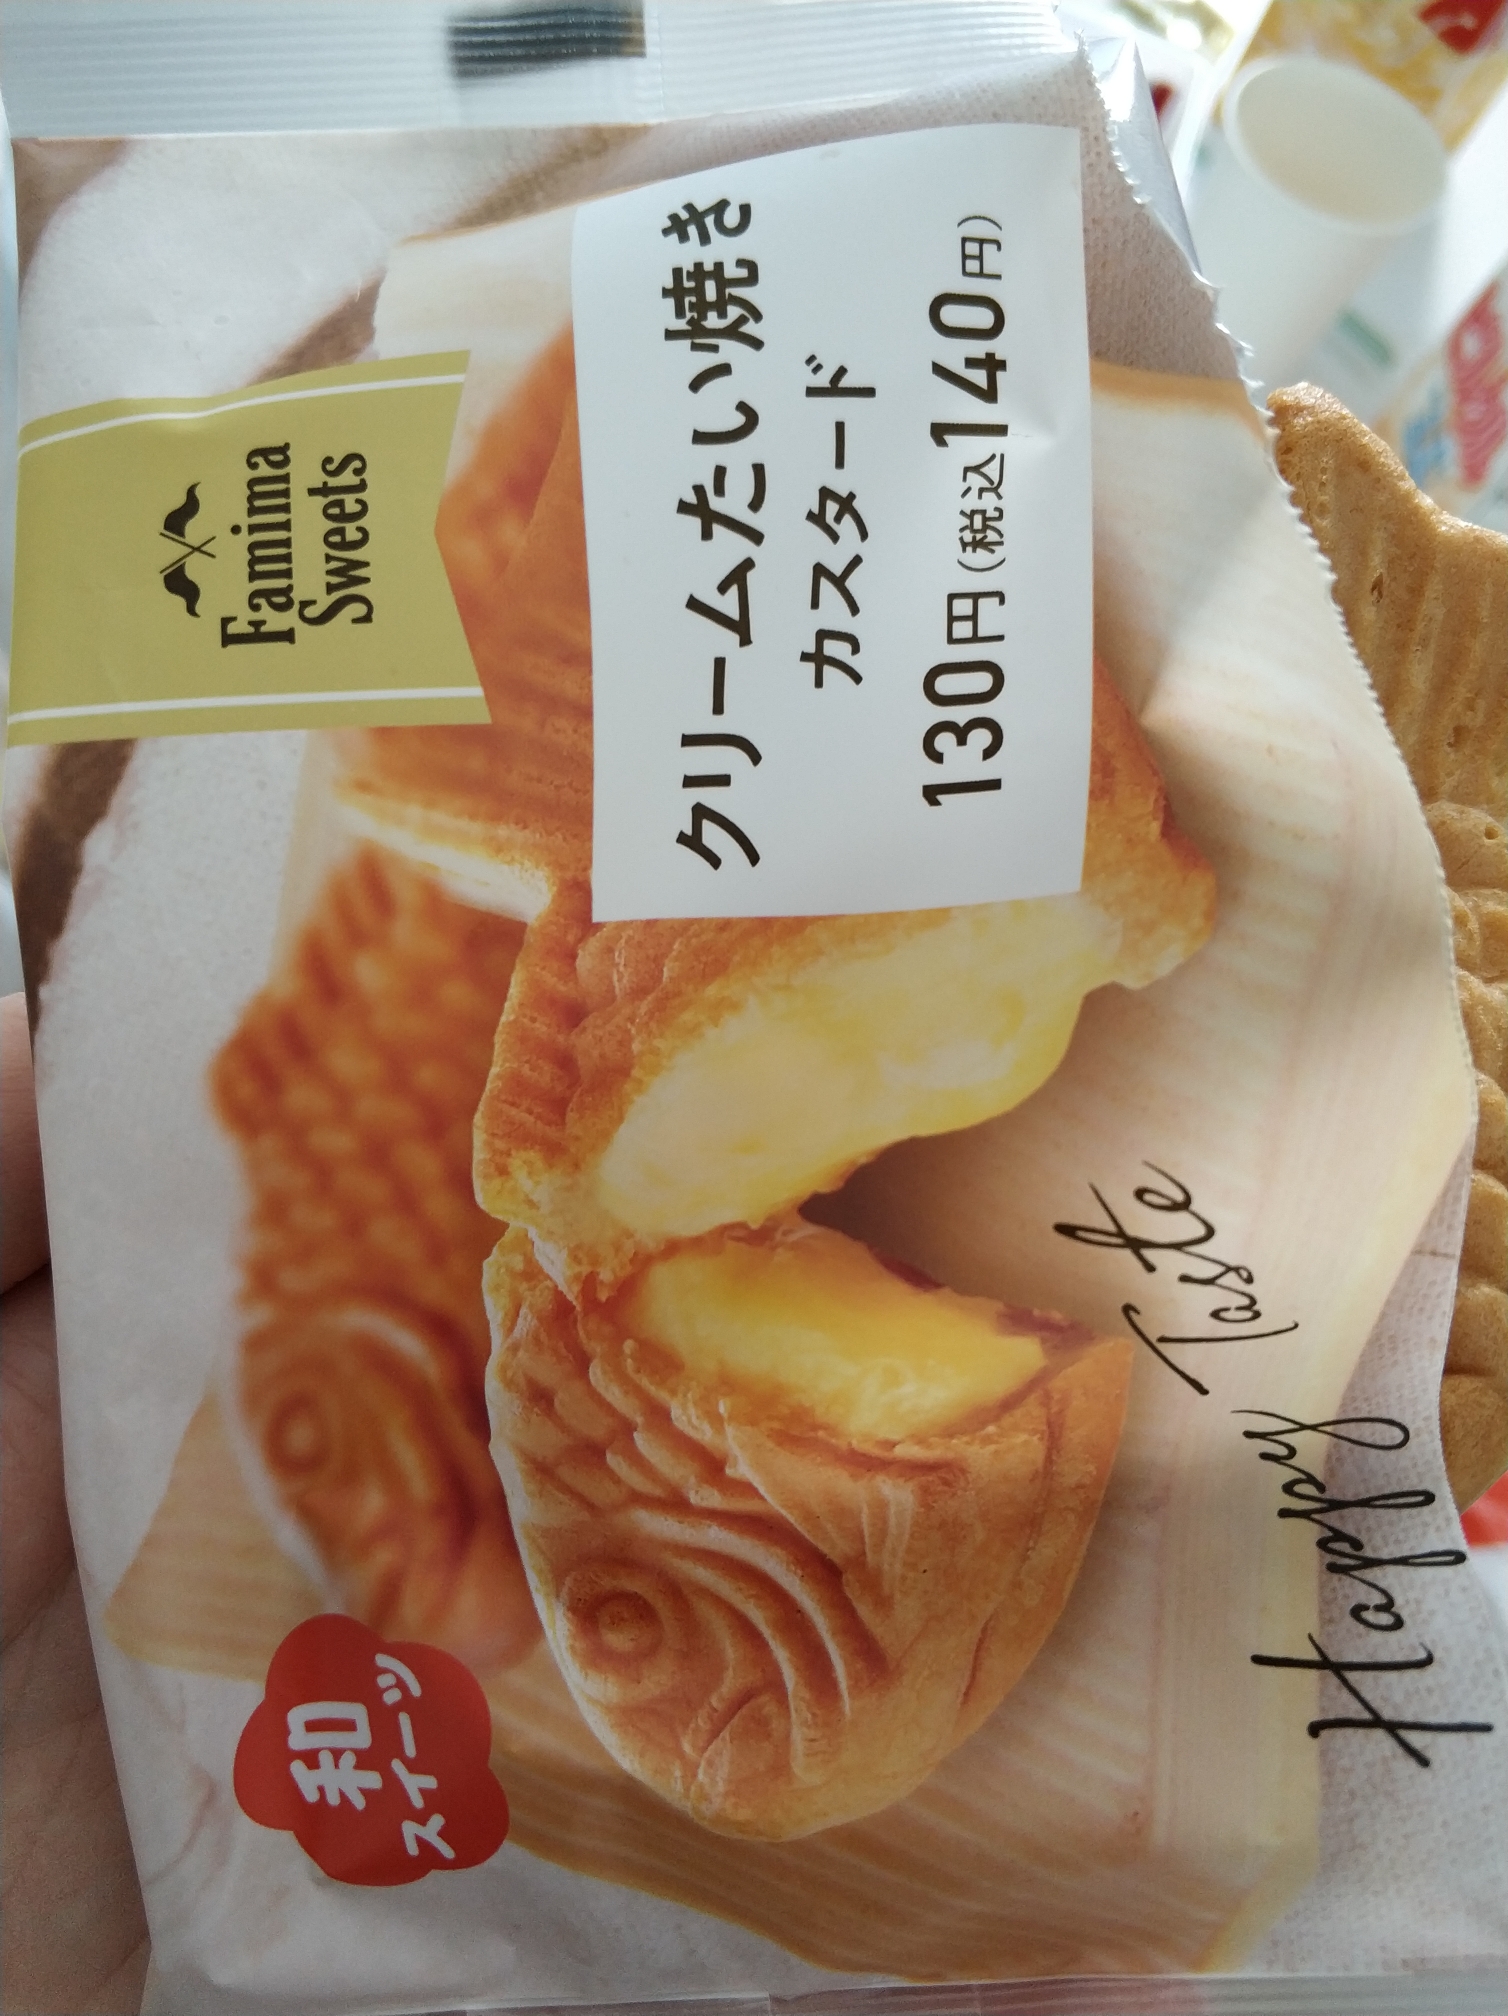 Famima
Sweets
クリームたい焼き
カスタード
130円(税込140円)
和
スイーツ
Happy Taste